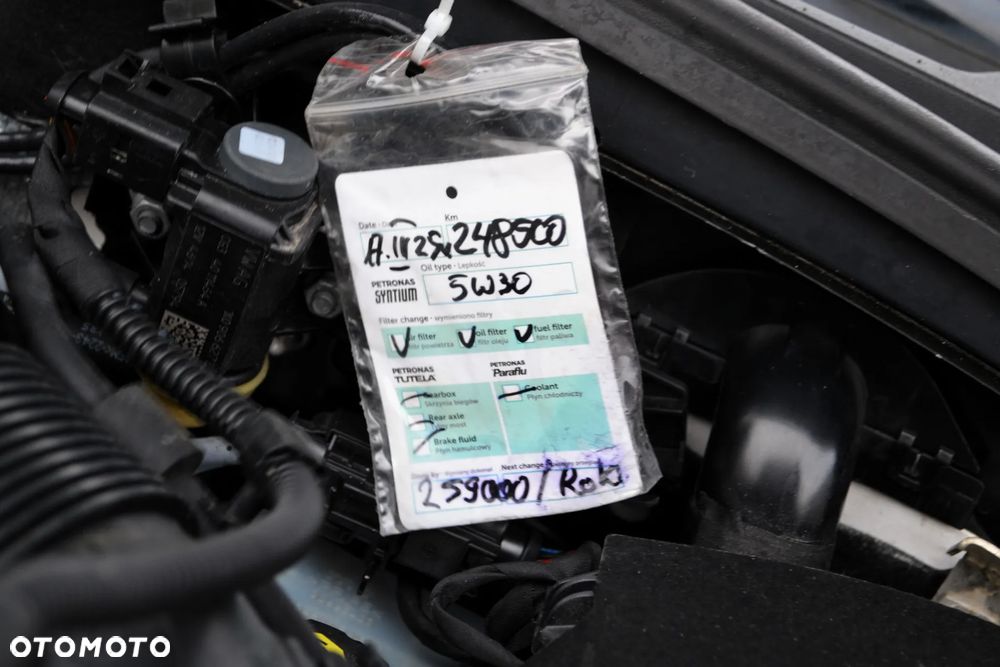 Date
Km
248500
Oil type - Lepkość
PETRONAS
SYNTIUM
5W30
Filter change - wymieniono filtry
air filter
oil filter
fuel filter
filtr powietrza
filtr oleju
filtr paliwa
PETRONAS
TUTELA
PETRONAS
Paraflu
Gearbox
Skrzynia biegów
Coolant
Płyn chłodniczy
Rear axle
Tylny most
Brake fluid
Płyn hamulcowy
Next change
259000 / Rok
OTOMOTO